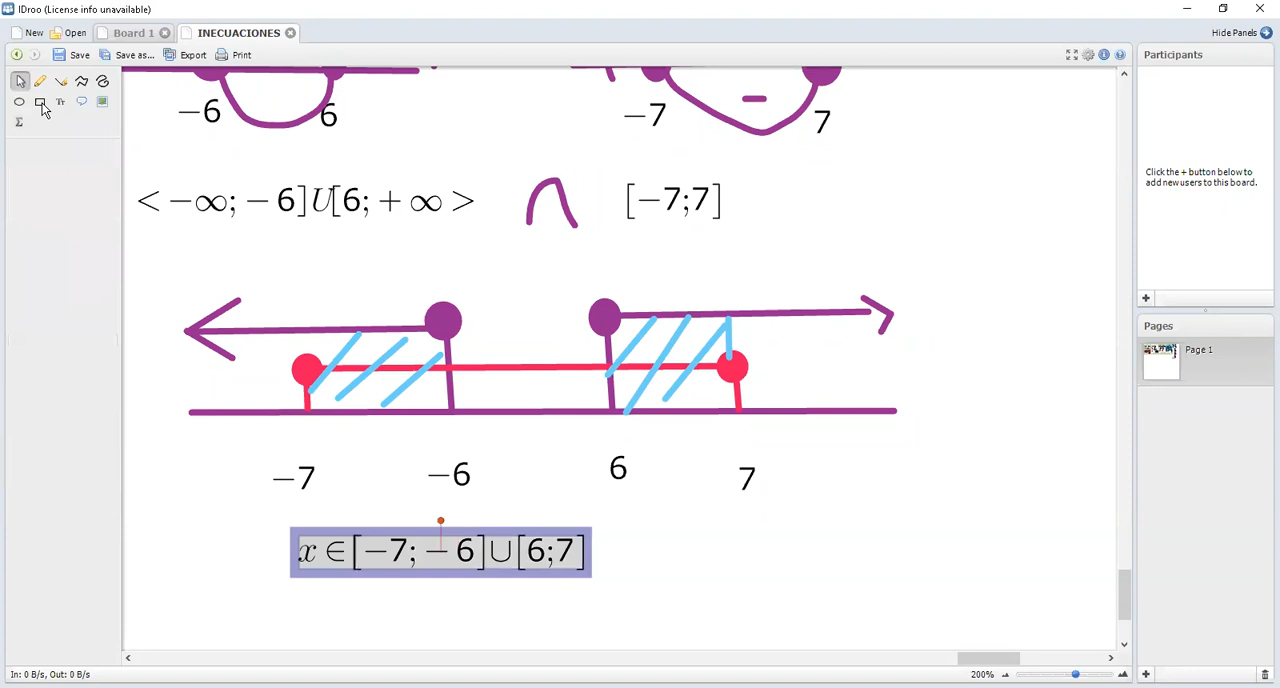 IDroo (License info unavailable)
New Open Board 1 INECUACIONES Hide Panels
Save Save as... Export Print Participants
Tr
Σ
−6 6 −7 − 7
Click the + button below to
add new users to this board.
< −∞; − 6]U[6; + ∞ > ∩ [−7;7]
Pages
Page 1
−7 −6 6 7
x ∈ [−7; − 6]∪[6;7]
In: 0 B/s, Out: 0 B/s 200%